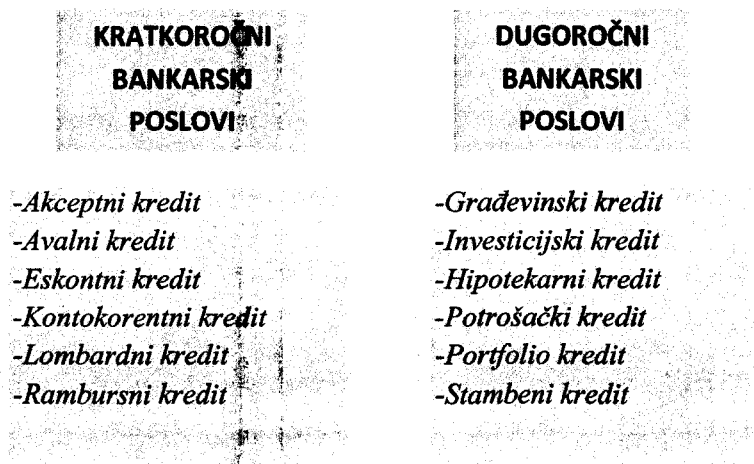 KRATKOROČNI
BANKARSKI
POSLOVI
-Akceptni kredit
-Avalni kredit
-Eskontni kredit
-Kontokorentni kredit
-Lombardni kredit
-Rambursni kredit
DUGOROČNI
BANKARSKI
POSLOVI
-Građevinski kredit
-Investicijski kredit
-Hipotekarni kredit
-Potrošački kredit
-Portfolio kredit
-Stambeni kredit